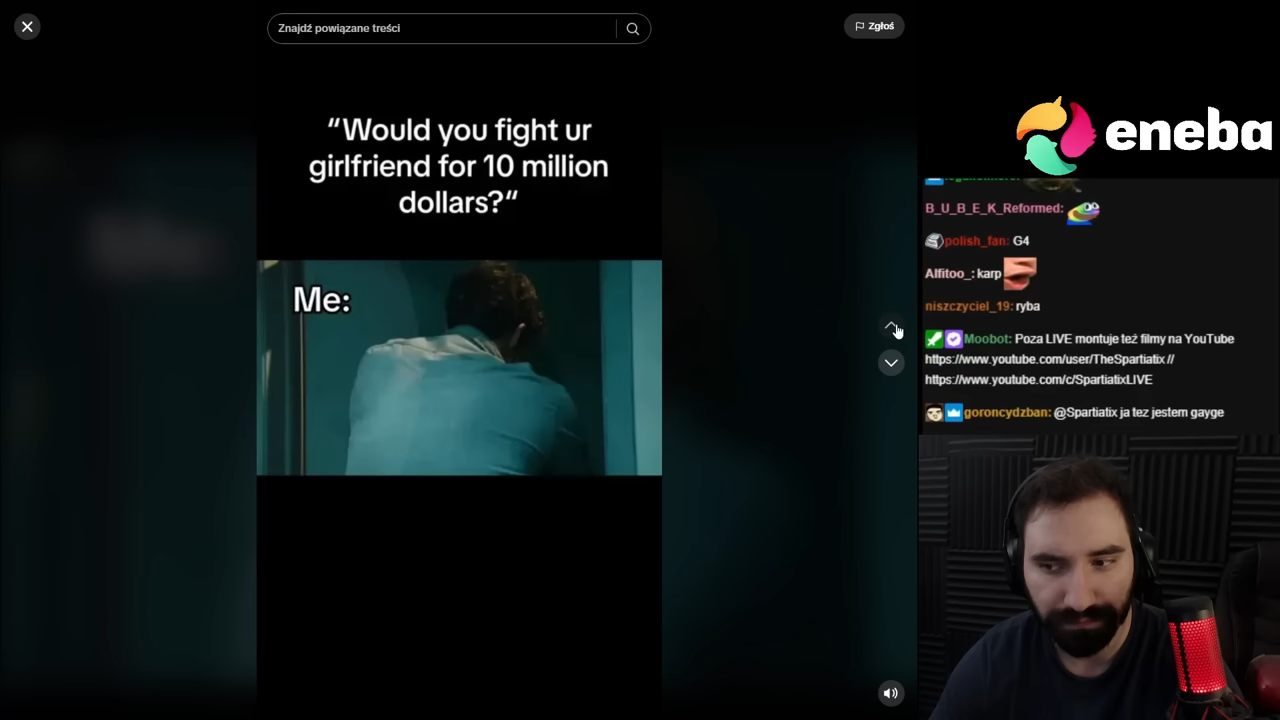 Znajdź powiązane treści
Zgłoś
“Would you fight ur
girlfriend for 10 million
dollars?“
Me:
eneba
B_U_B_E_K_Reformed:
polish_fan: G4
Alfitoo_: karp
niszczyciel_19: ryba
Moobot: Poza LIVE montuje też filmy na YouTube
https://www.youtube.com/user/TheSpartiatix //
https://www.youtube.com/c/SpartiatixLIVE
goroncydzban: @Spartiatix ja tez jestem gayge